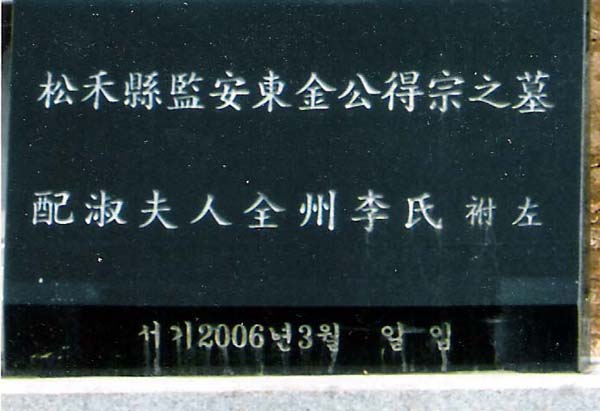 松禾縣監安東金公得宗之墓
配淑夫人全州李氏 祔左
서기2006년3월 일 입